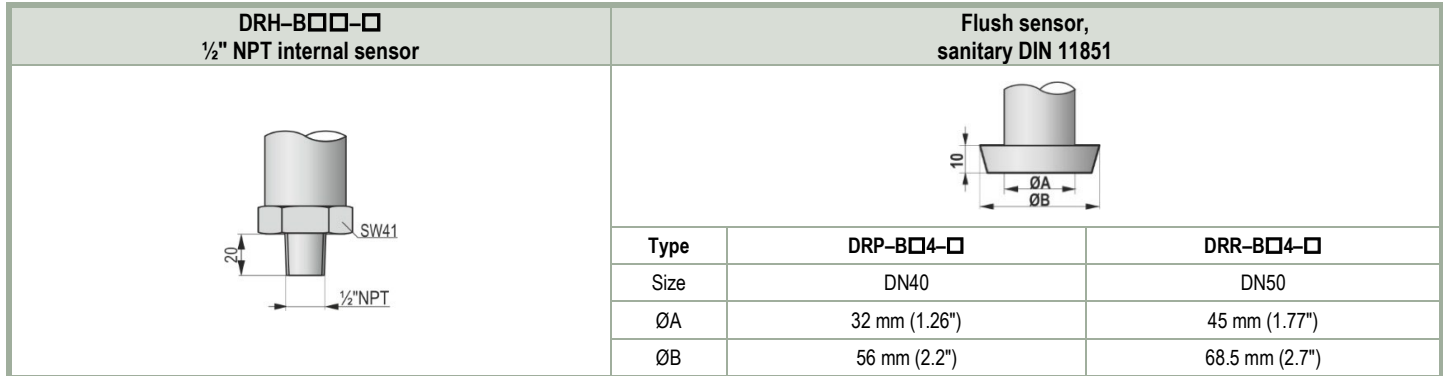 DRH–B☐☐–☐
½" NPT internal sensor
Flush sensor,
sanitary DIN 11851
SW41
20
½"NPT
10
ØA
ØB
Type DRP–B☐4–☐ DRR–B☐4–☐
Size DN40 DN50
ØA 32 mm (1.26") 45 mm (1.77")
ØB 56 mm (2.2") 68.5 mm (2.7")